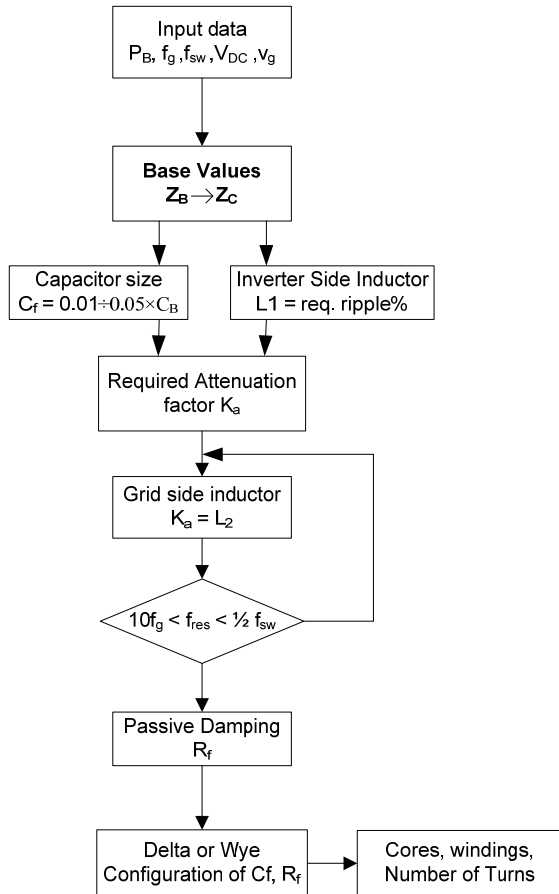 Input data
P_B, f_g ,f_sw ,V_DC ,v_g
Base Values
Z_B→Z_C
Capacitor size
C_f = 0.01÷0.05×C_B
Inverter Side Inductor
L1 = req. ripple%
Required Attenuation
factor K_a
Grid side inductor
K_a = L_2
10f_g < f_res < ½ f_sw
Passive Damping
R_f
Delta or Wye
Configuration of Cf, R_f
Cores, windings,
Number of Turns